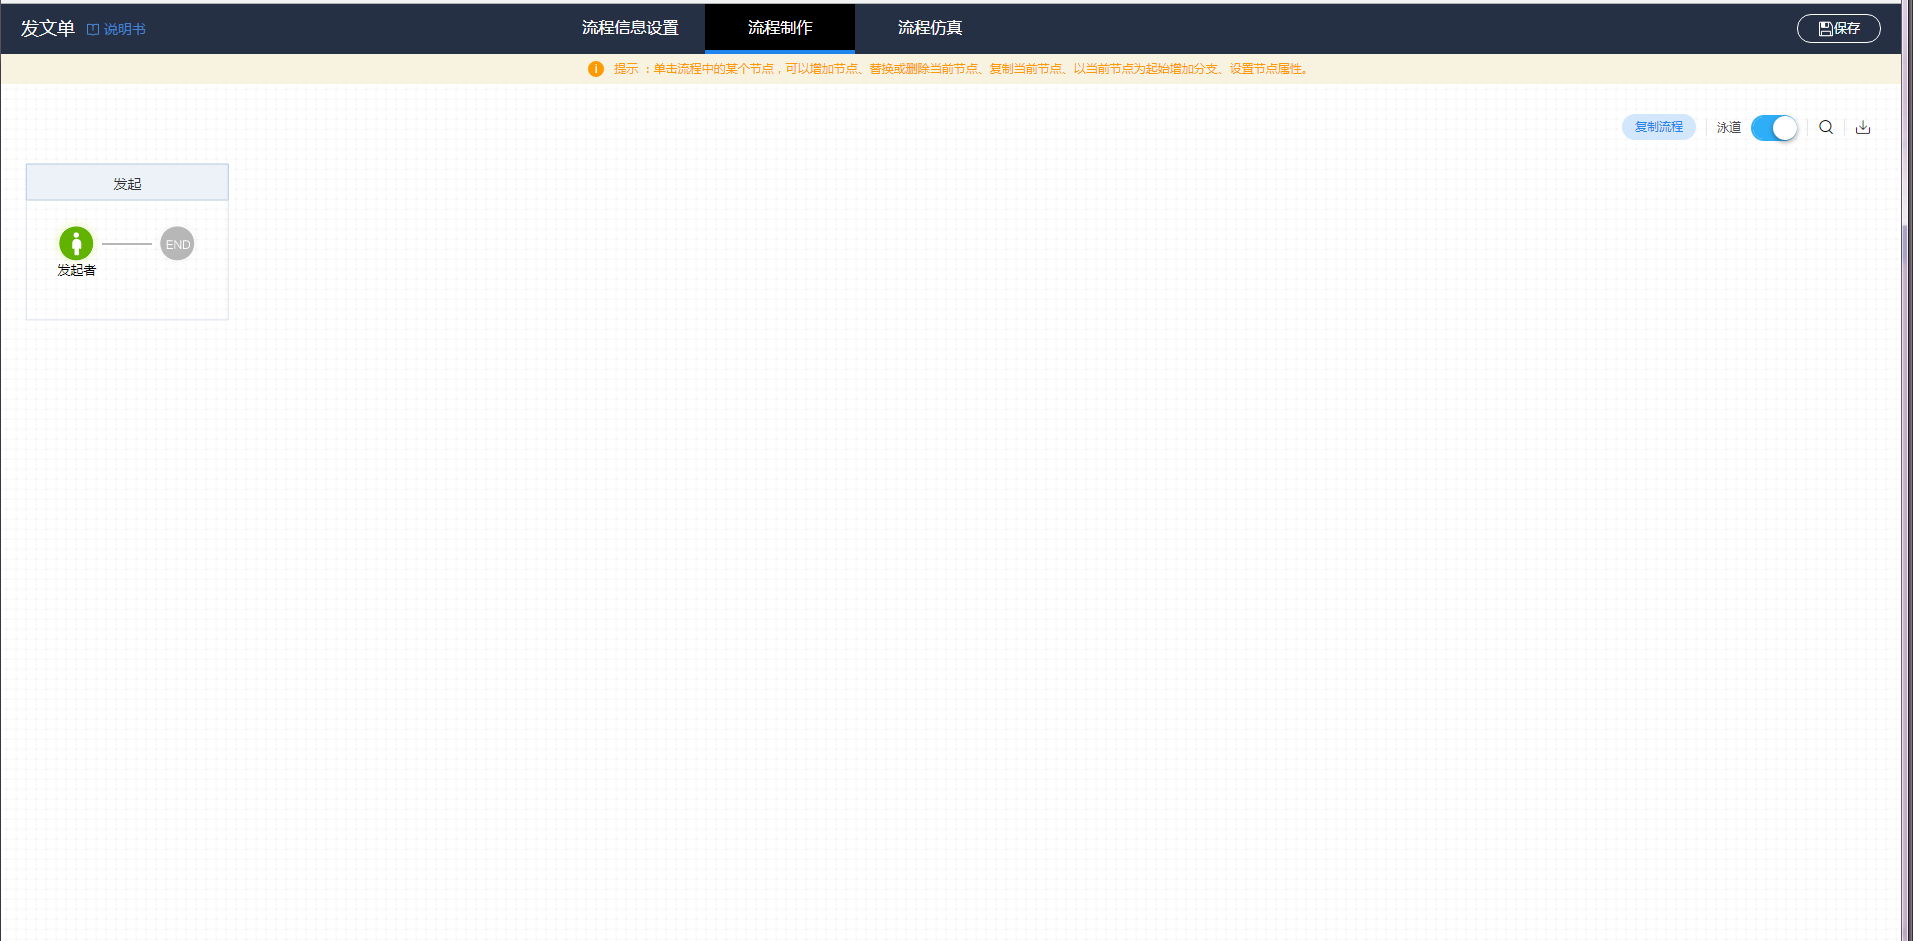 发文单 说明书 流程信息设置 流程制作 流程仿真 保存
提示 ：单击流程中的某个节点，可以增加节点、替换或删除当前节点、复制当前节点、以当前节点为起始增加分支、设置节点属性。
复制流程 泳道
发起
END
发起者